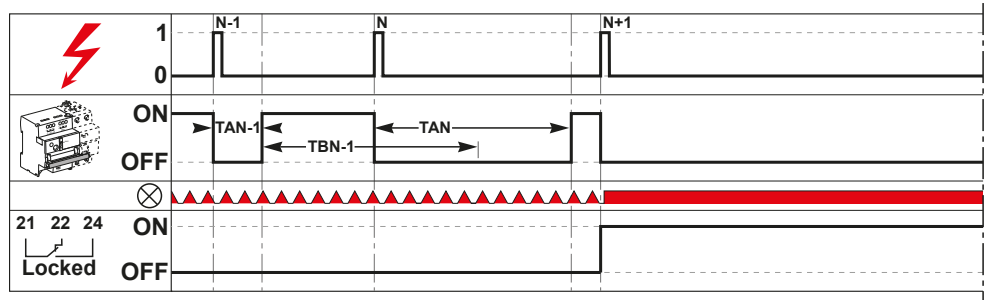 N-1 N N+1
1
0
ON
TAN-1 TAN
TBN-1
OFF
21 22 24 ON
Locked OFF